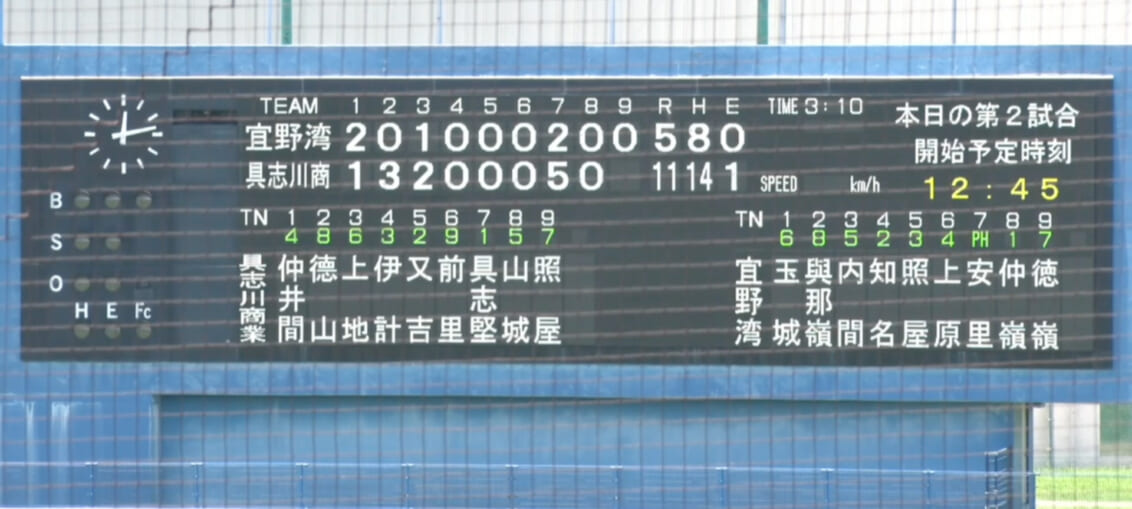 TEAM 1 2 3 4 5 6 7 8 9 R H E TIME 3:10
宜野湾 2 0 1 0 0 0 2 0 0 5 8 0
具志川商 1 3 2 0 0 0 5 0 11 14 1 SPEED km/h
本日の第2試合
開始予定時刻
12:45
B
S
O
H E Fc
TN 1 2 3 4 5 6 7 8 9
4 8 6 3 2 9 1 5 7
具志川商業 仲井間 徳山 上地 伊計 又吉 前里 具志堅 山城 照屋
TN 1 2 3 4 5 6 7 8 9
6 8 5 2 3 4 PH 1 7
宜野湾 玉城 與那嶺 内間 知名 照屋 上原 安里 仲嶺 徳嶺